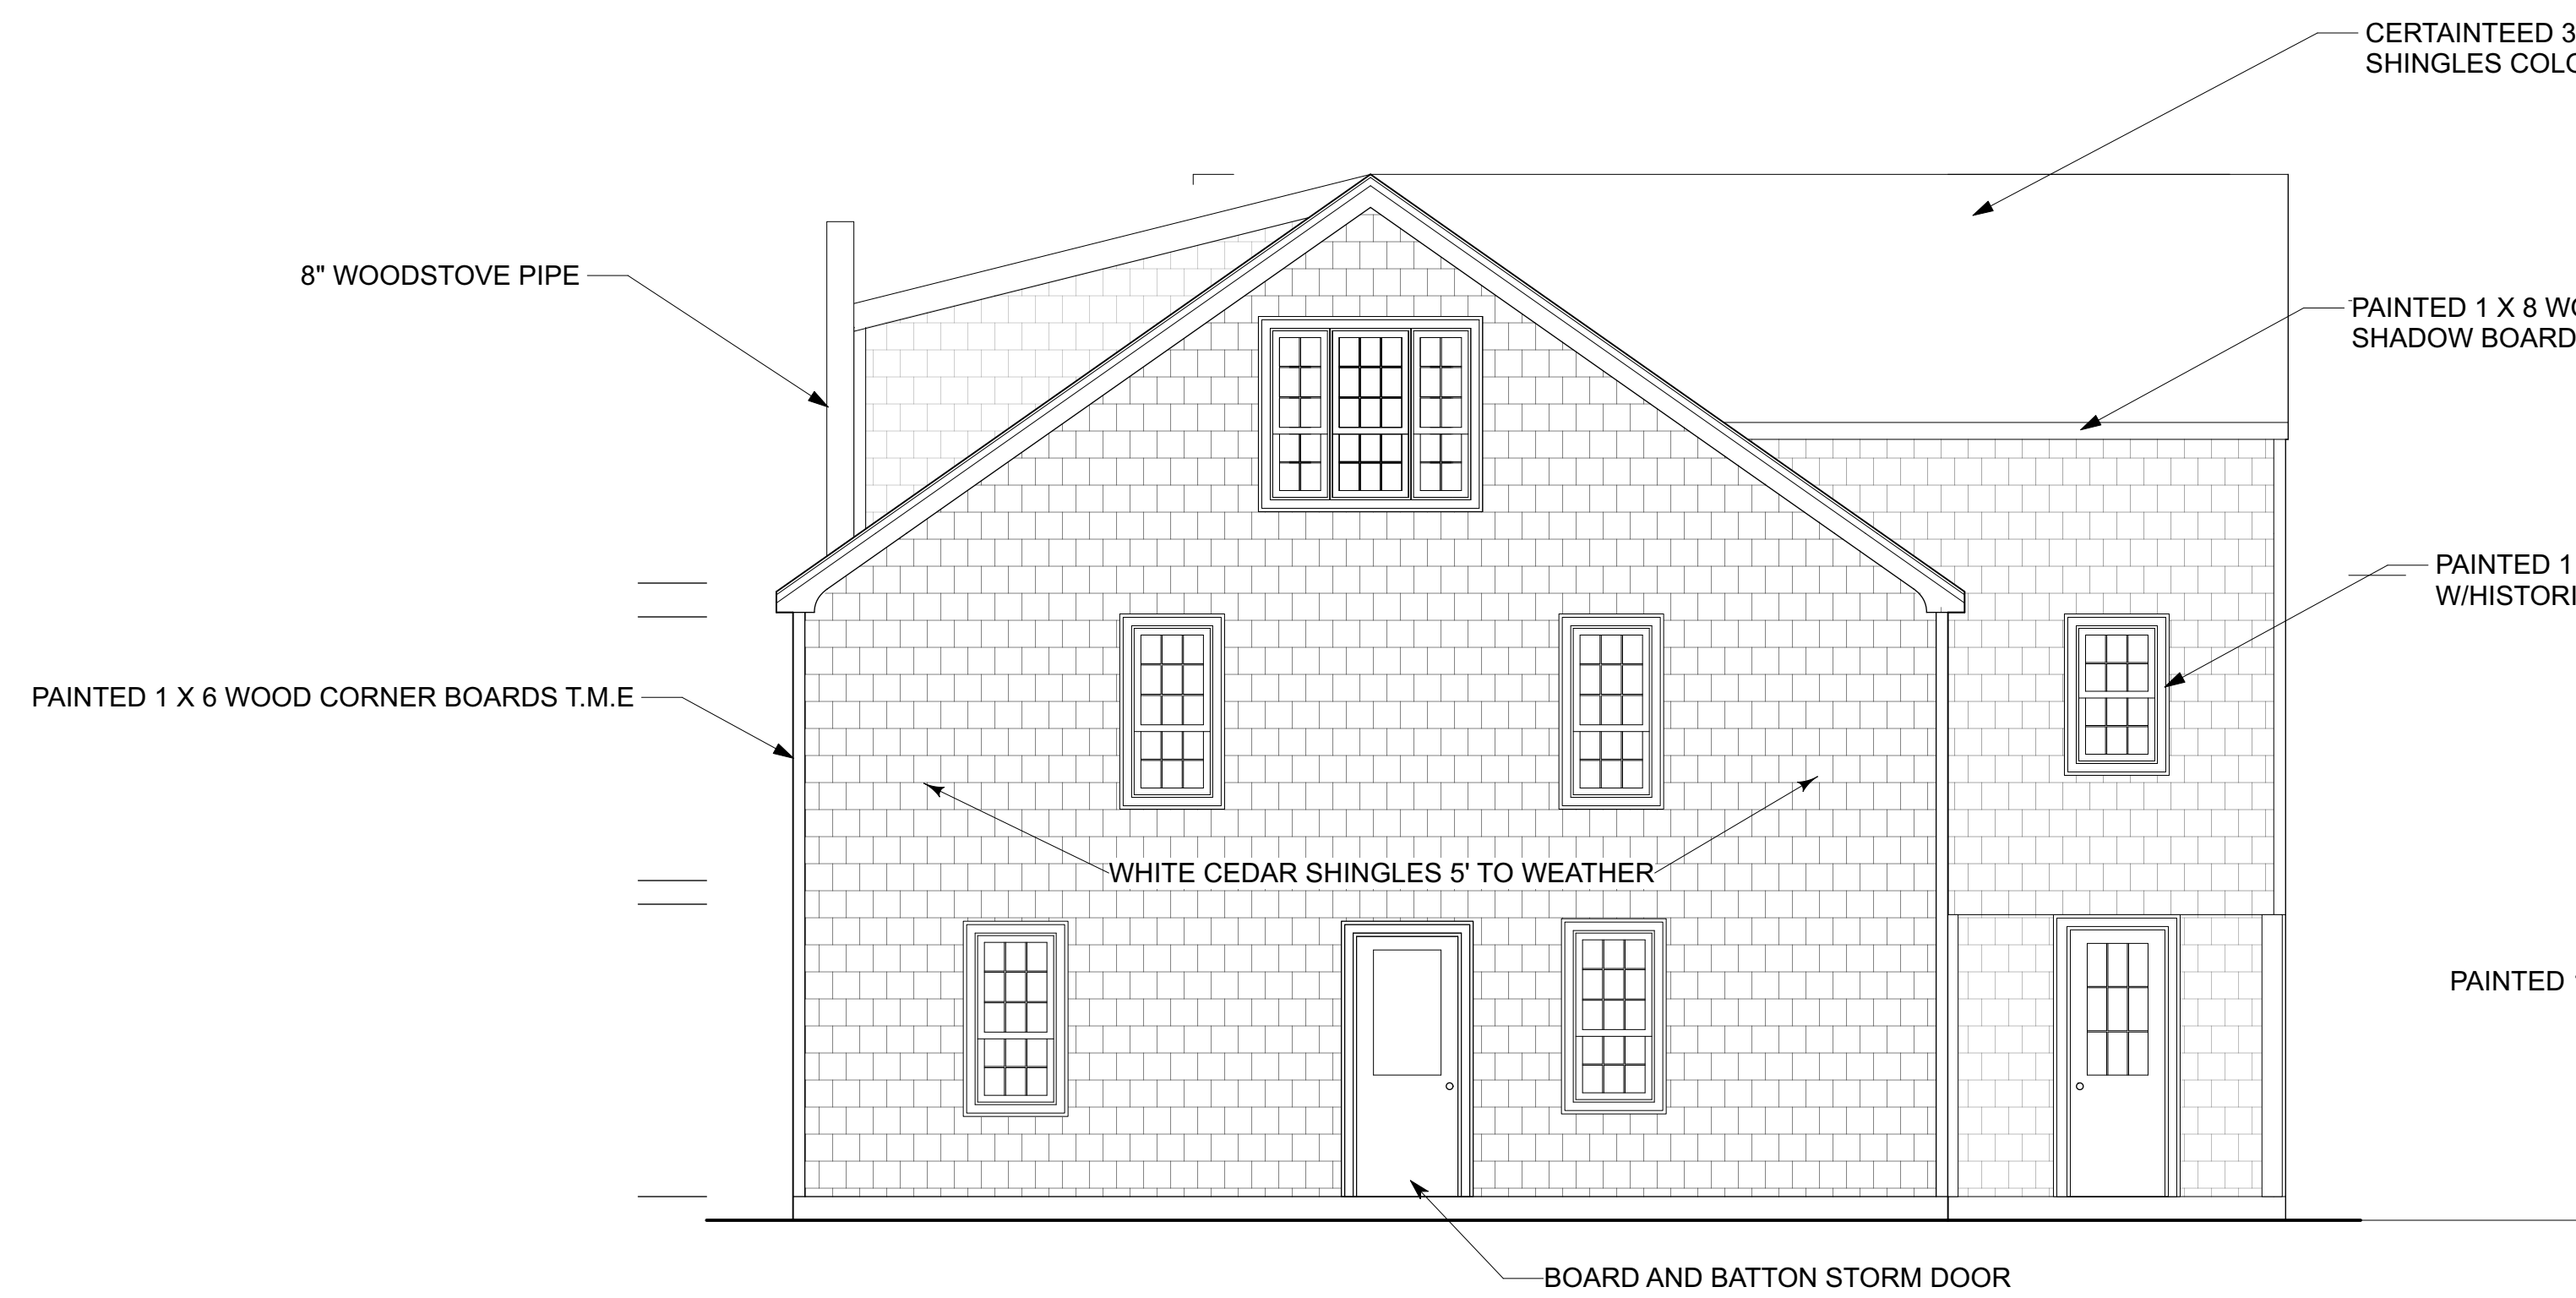 CERTAINTEED 3
SHINGLES COLO
8" WOODSTOVE PIPE
PAINTED 1 X 8 WO
SHADOW BOARD
PAINTED 1
W/HISTORI
PAINTED 1 X 6 WOOD CORNER BOARDS T.M.E
WHITE CEDAR SHINGLES 5' TO WEATHER
PAINTED
BOARD AND BATTON STORM DOOR